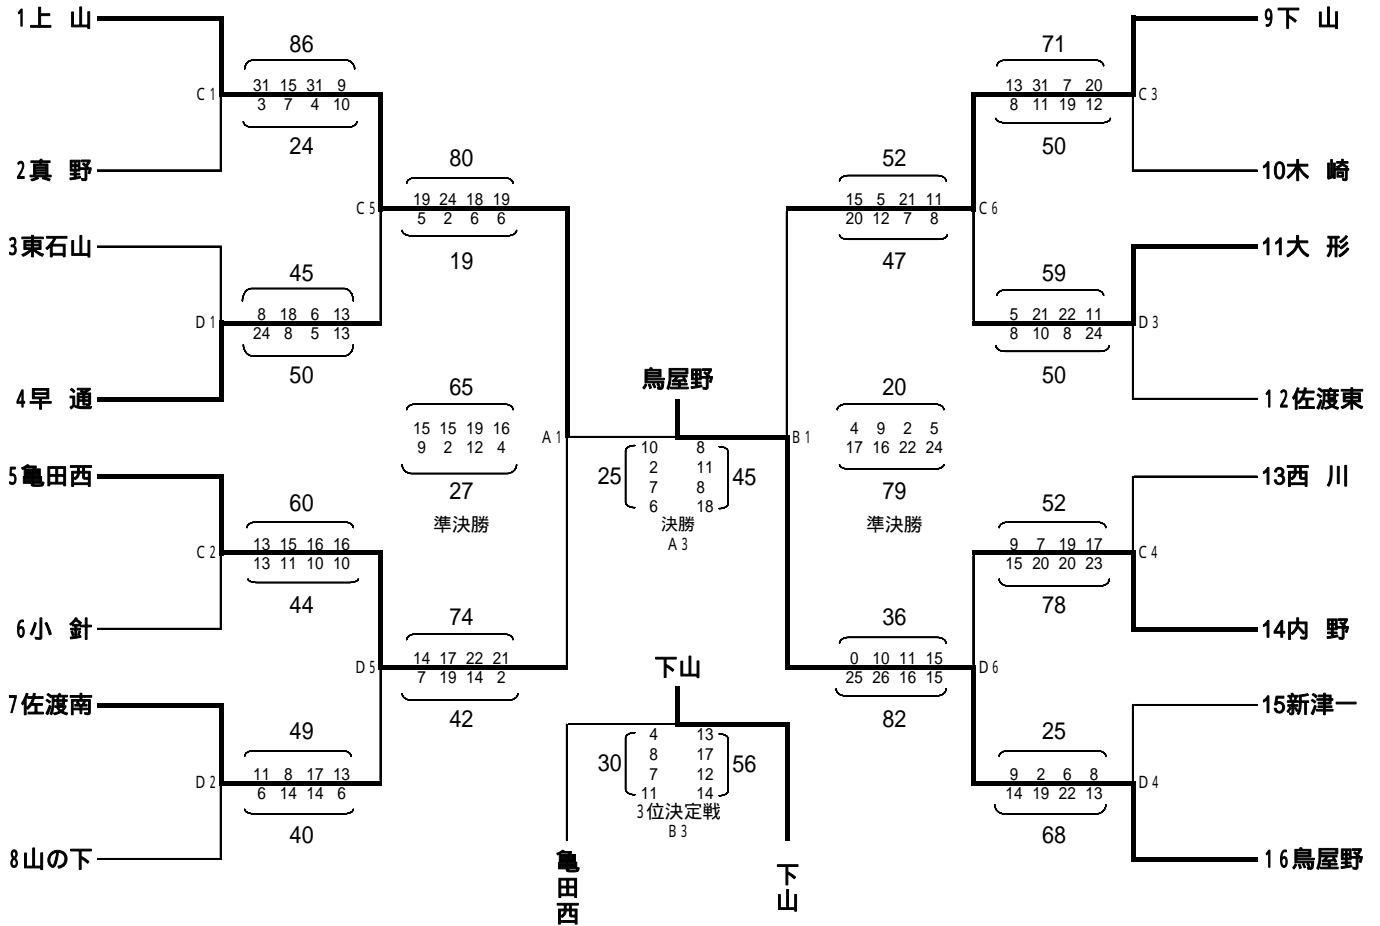 1上 山
86
31 15 31 9
C1
3 7 4 10
24
2真 野
80
19 24 18 19
C5
5 2 6 6
19
3東石山
45
8 18 6 13
D1
24 8 5 13
50
4早 通
65
15 15 19 16
A1
9 2 12 4
27
準決勝
5亀田西
60
13 15 16 16
C2
13 11 10 10
44
6小 針
74
14 17 22 21
D5
7 19 14 2
42
7佐渡南
49
11 8 17 13
D2
6 14 14 6
40
8山の下
鳥屋野
10 8
2 11
25 45
7 8
6 18
決勝
A3
下山
4 13
8 17
30 56
7 12
11 14
3位決定戦
B3
亀田西
下山
9下 山
71
13 31 7 20
C3
8 11 19 12
50
10木 崎
52
15 5 21 11
C6
20 12 7 8
47
11大 形
59
5 21 22 11
D3
8 10 8 24
50
12佐渡東
20
4 9 2 5
B1
17 16 22 24
79
準決勝
13西 川
52
9 7 19 17
C4
15 20 20 23
78
14内 野
36
0 10 11 15
D6
25 26 16 15
82
15新津一
25
9 2 6 8
D4
14 19 22 13
68
16鳥屋野